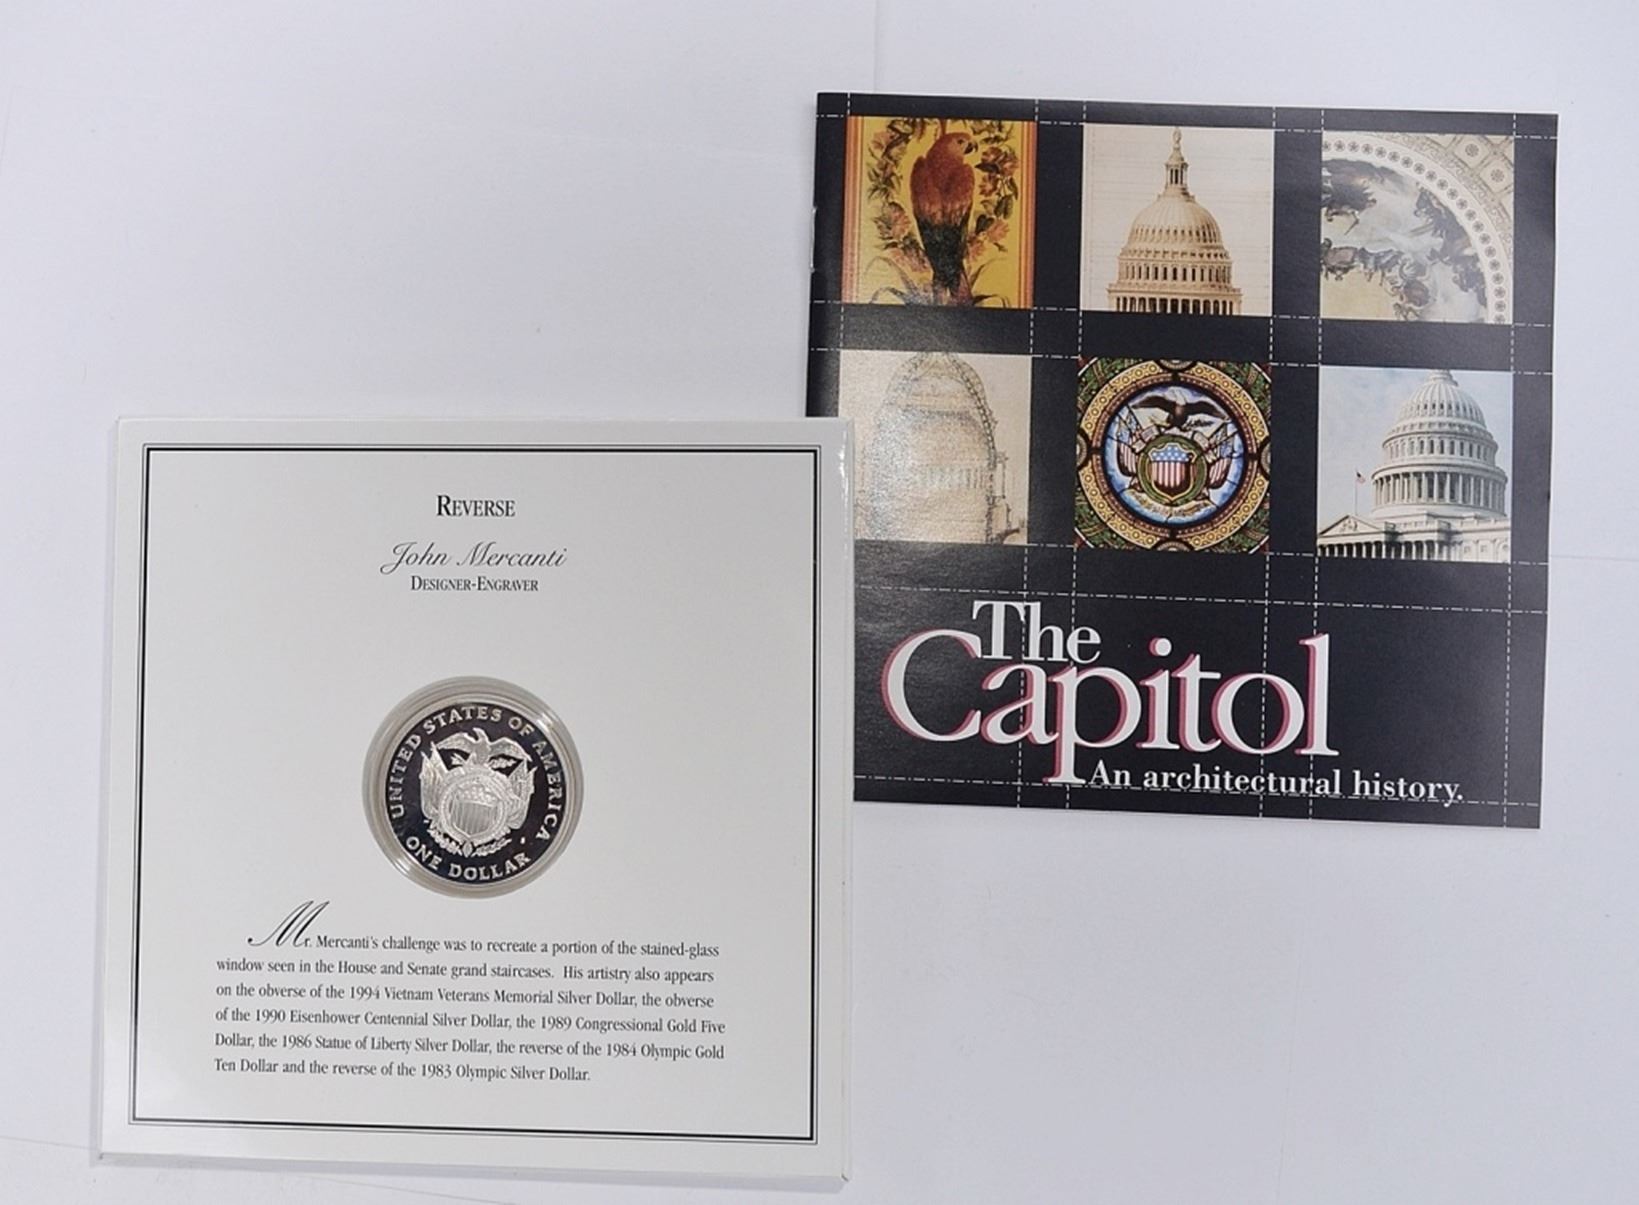 REVERSE
John Mercanti
DESIGNER-ENGRAVER
UNITED STATES OF AMERICA
ONE DOLLAR
Mr. Mercanti's challenge was to recreate a portion of the stained-glass
window seen in the House and Senate grand staircases. His artistry also appears
on the obverse of the 1994 Vietnam Veterans Memorial Silver Dollar, the obverse
of the 1990 Eisenhower Centennial Silver Dollar, the 1989 Congressional Gold Five
Dollar, the 1986 Statue of Liberty Silver Dollar, the reverse of the 1984 Olympic Gold
Ten Dollar and the reverse of the 1983 Olympic Silver Dollar.
The
Capitol
An architectural history.